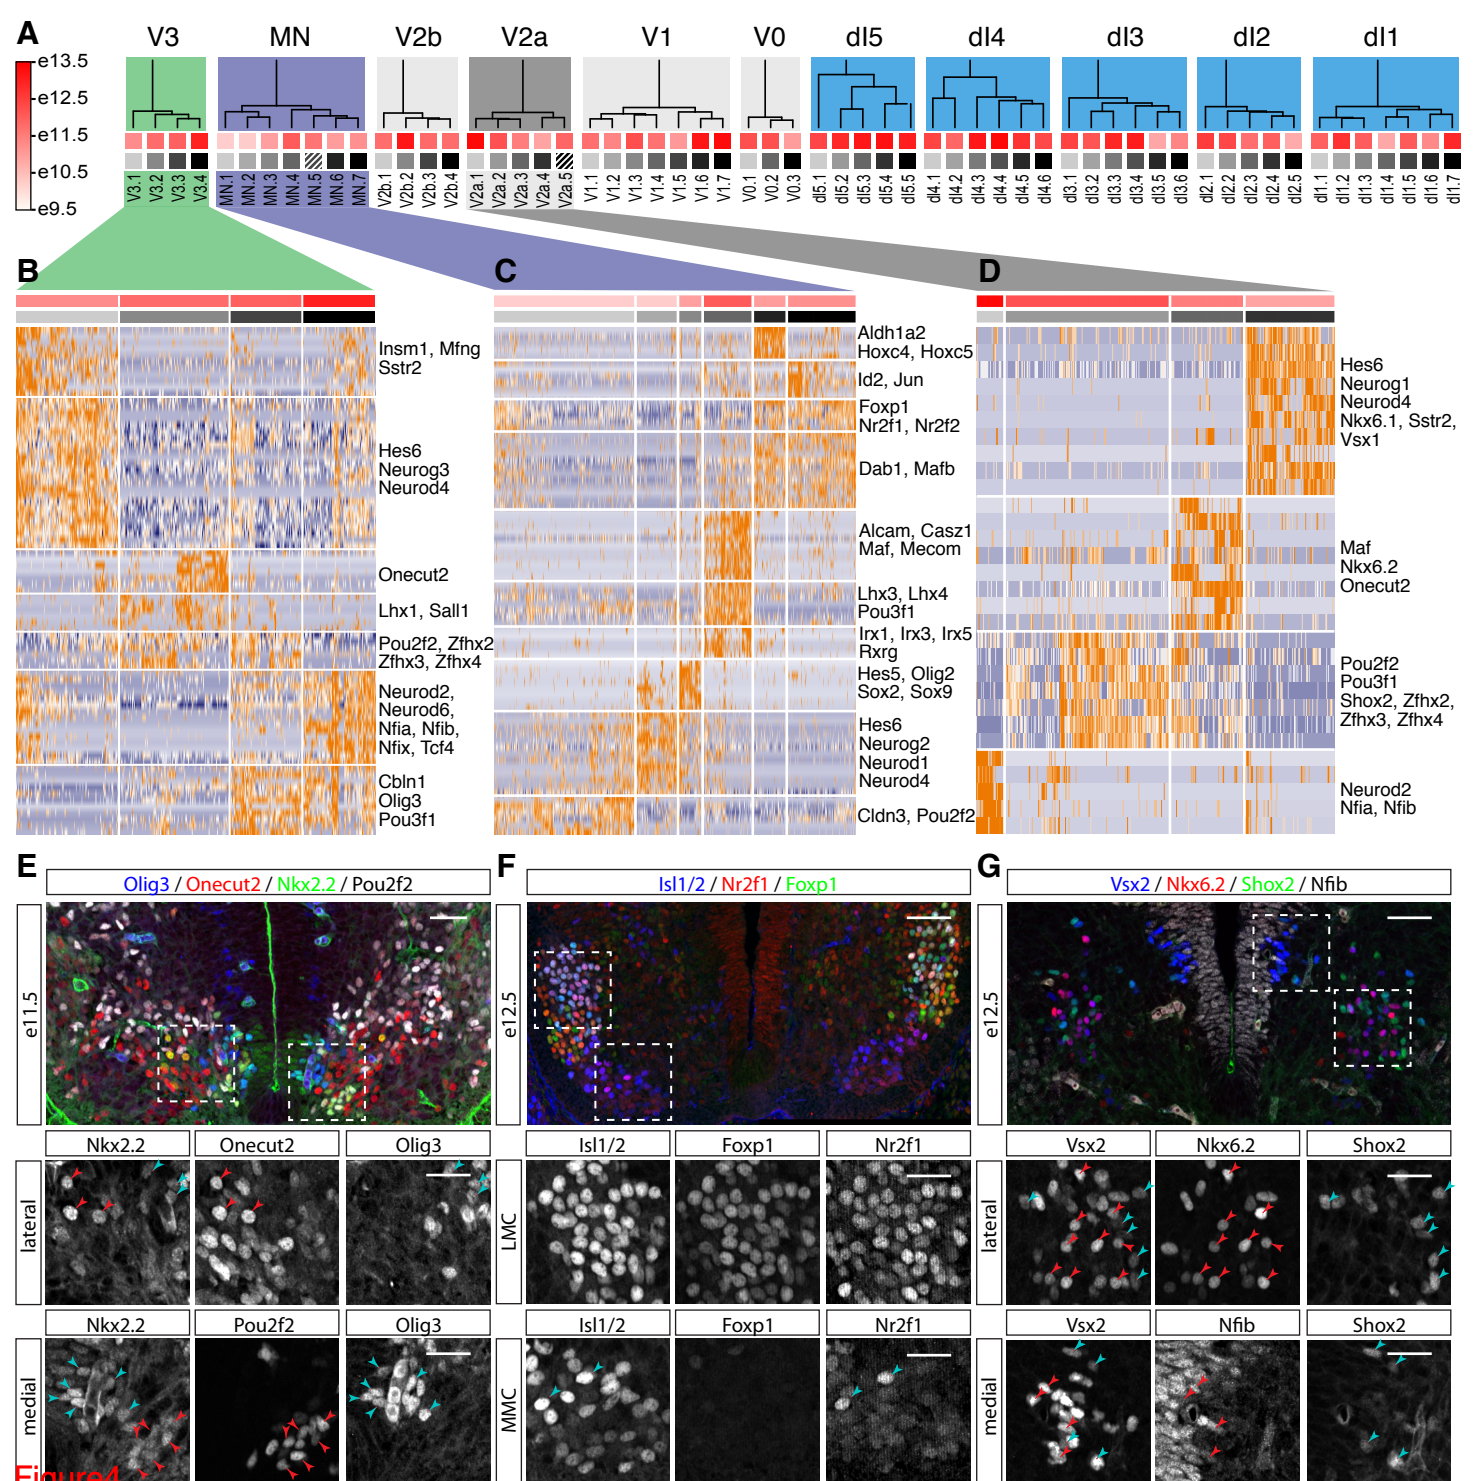 A
V3 MN V2b V2a V1 V0 dI5 dI4 dI3 dI2 dI1
e13.5
e12.5
e11.5
e10.5
e9.5
V3.1 V3.2 V3.3 V3.4 MN.1 MN.2 MN.3 MN.4 MN.5 MN.6 MN.7 V2b.1 V2b.2 V2b.3 V2b.4 V2a.1 V2a.2 V2a.3 V2a.4 V2a.5 V1.1 V1.2 V1.3 V1.4 V1.5 V1.6 V1.7 V0.1 V0.2 V0.3 dI5.1 dI5.2 dI5.3 dI5.4 dI5.5 dI4.1 dI4.2 dI4.3 dI4.4 dI4.5 dI4.6 dI3.1 dI3.2 dI3.3 dI3.4 dI3.5 dI3.6 dI2.1 dI2.2 dI2.3 dI2.4 dI2.5 dI1.1 dI1.2 dI1.3 dI1.4 dI1.5 dI1.6 dI1.7
B
Insm1, Mfng
Sstr2
Hes6
Neurog3
Neurod4
Onecut2
Lhx1, Sall1
Pou2f2, Zfhx2
Zfhx3, Zfhx4
Neurod2,
Neurod6,
Nfia, Nfib,
Nfix, Tcf4
Cbln1
Olig3
Pou3f1
C
Aldh1a2
Hoxc4, Hoxc5
Id2, Jun
Foxp1
Nr2f1, Nr2f2
Dab1, Mafb
Alcam, Casz1
Maf, Mecom
Lhx3, Lhx4
Pou3f1
Irx1, Irx3, Irx5
Rxrg
Hes5, Olig2
Sox2, Sox9
Hes6
Neurog2
Neurod1
Neurod4
Cldn3, Pou2f2
D
Hes6
Neurog1
Neurod4
Nkx6.1, Sstr2,
Vsx1
Maf
Nkx6.2
Onecut2
Pou2f2
Pou3f1
Shox2, Zfhx2,
Zfhx3, Zfhx4
Neurod2
Nfia, Nfib
E
Olig3 / Onecut2 / Nkx2.2 / Pou2f2
e11.5
Nkx2.2 Onecut2 Olig3
lateral
Nkx2.2 Pou2f2 Olig3
medial
F
Isl1/2 / Nr2f1 / Foxp1
e12.5
Isl1/2 Foxp1 Nr2f1
LMC
Isl1/2 Foxp1 Nr2f1
MMC
G
Vsx2 / Nkx6.2 / Shox2 / Nfib
e12.5
Vsx2 Nkx6.2 Shox2
lateral
Vsx2 Nfib Shox2
medial
Figure4